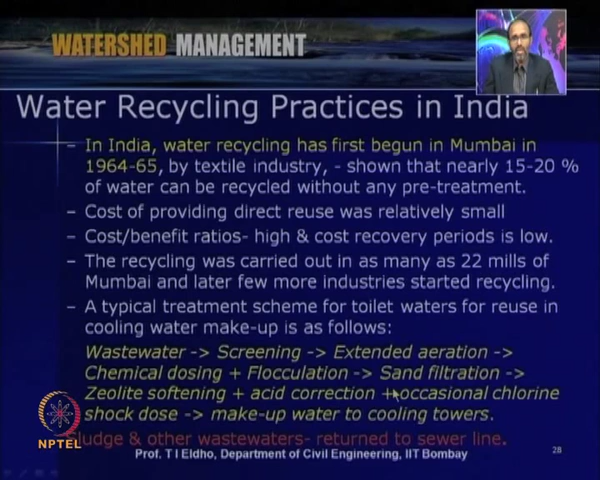 WATERSHED MANAGEMENT
Water Recycling Practices in India
– In India, water recycling has first begun in Mumbai in
1964-65, by textile industry, - shown that nearly 15-20 %
of water can be recycled without any pre-treatment.
– Cost of providing direct reuse was relatively small
– Cost/benefit ratios- high & cost recovery periods is low.
– The recycling was carried out in as many as 22 mills of
Mumbai and later few more industries started recycling.
– A typical treatment scheme for toilet waters for reuse in
cooling water make-up is as follows:
Wastewater -> Screening -> Extended aeration ->
Chemical dosing + Flocculation -> Sand filtration ->
Zeolite softening + acid correction + occasional chlorine
shock dose -> make-up water to cooling towers.
Sludge & other wastewaters- returned to sewer line.
NPTEL
Prof. T I Eldho, Department of Civil Engineering, IIT Bombay
28